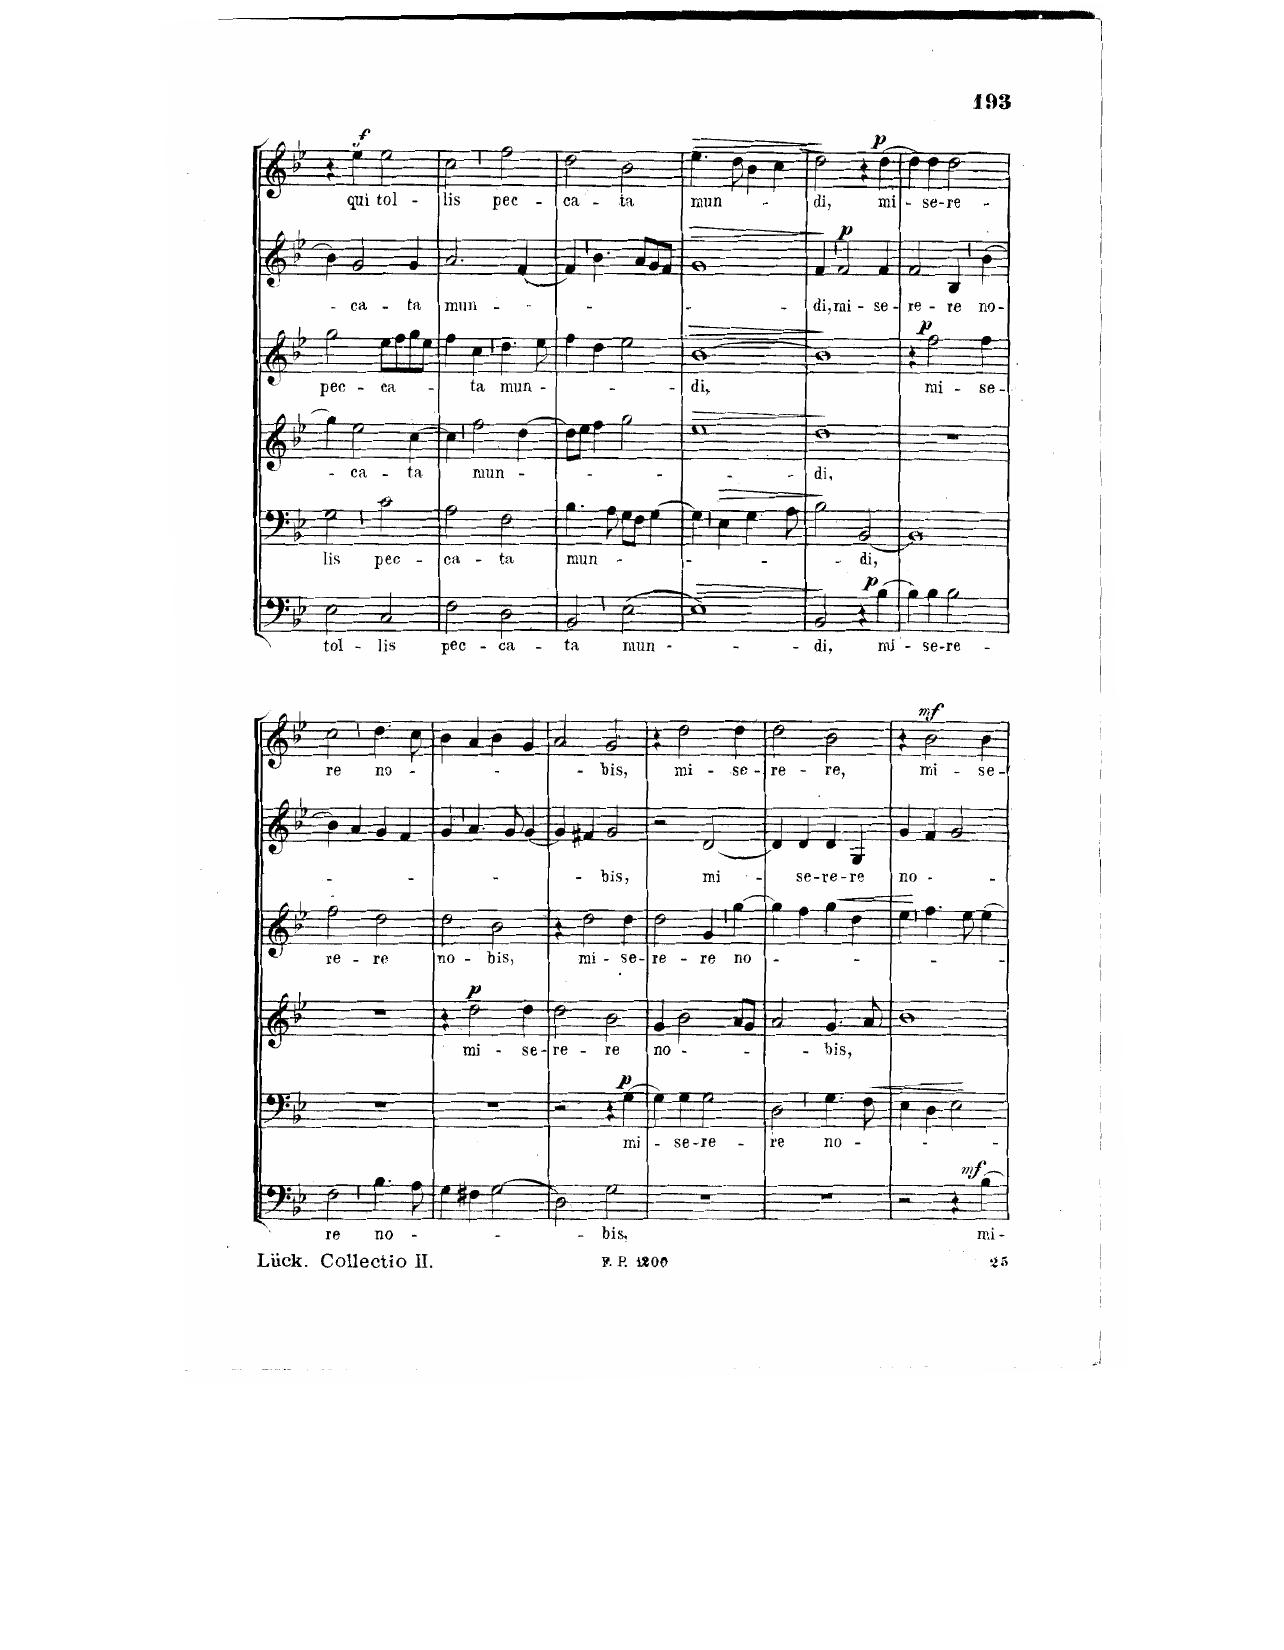 193
f
p
qui tol - lis pec - ca - ta mun - di, mi - se-re -
p
- ca - ta mun - - - - di, mi - se - re - re no-
p
pec - ca - ta mun - - - di, mi - se-
- ca - ta mun - - - - di,
lis pec - ca - ta mun - - - - di,
p
tol - lis pec - ca - ta mun - - - di, mi - se-re -
mf
re no - - - - bis, mi - se - re - re, mi - se-
- - - - bis, mi - se-re-re no - -
re - re no - bis, mi - se-re - re no - - - - -
p
mi - se-re - re no - - - bis,
p
mi - se-re - re no - - -
mf
re no - - - bis, mi-
Lück. Collectio II. F. P. 1200 25